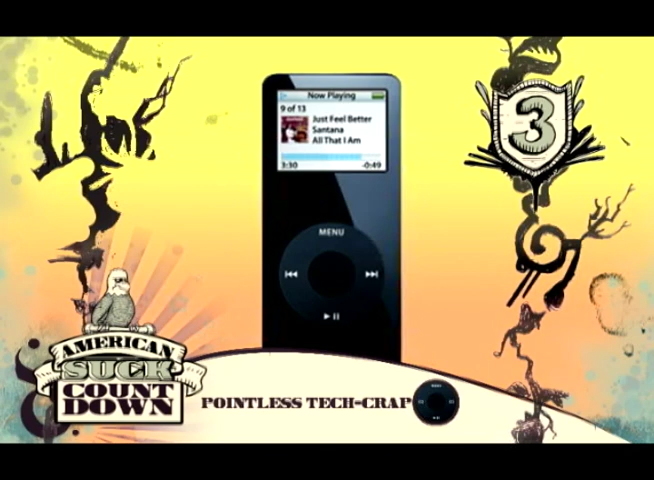 Now Playing
9 of 13
Just Feel Better
Santana
All That I Am
3:30
-0:49
MENU
3
AMERICAN
SUCK
COUNT
DOWN
POINTLESS TECH-CRAP